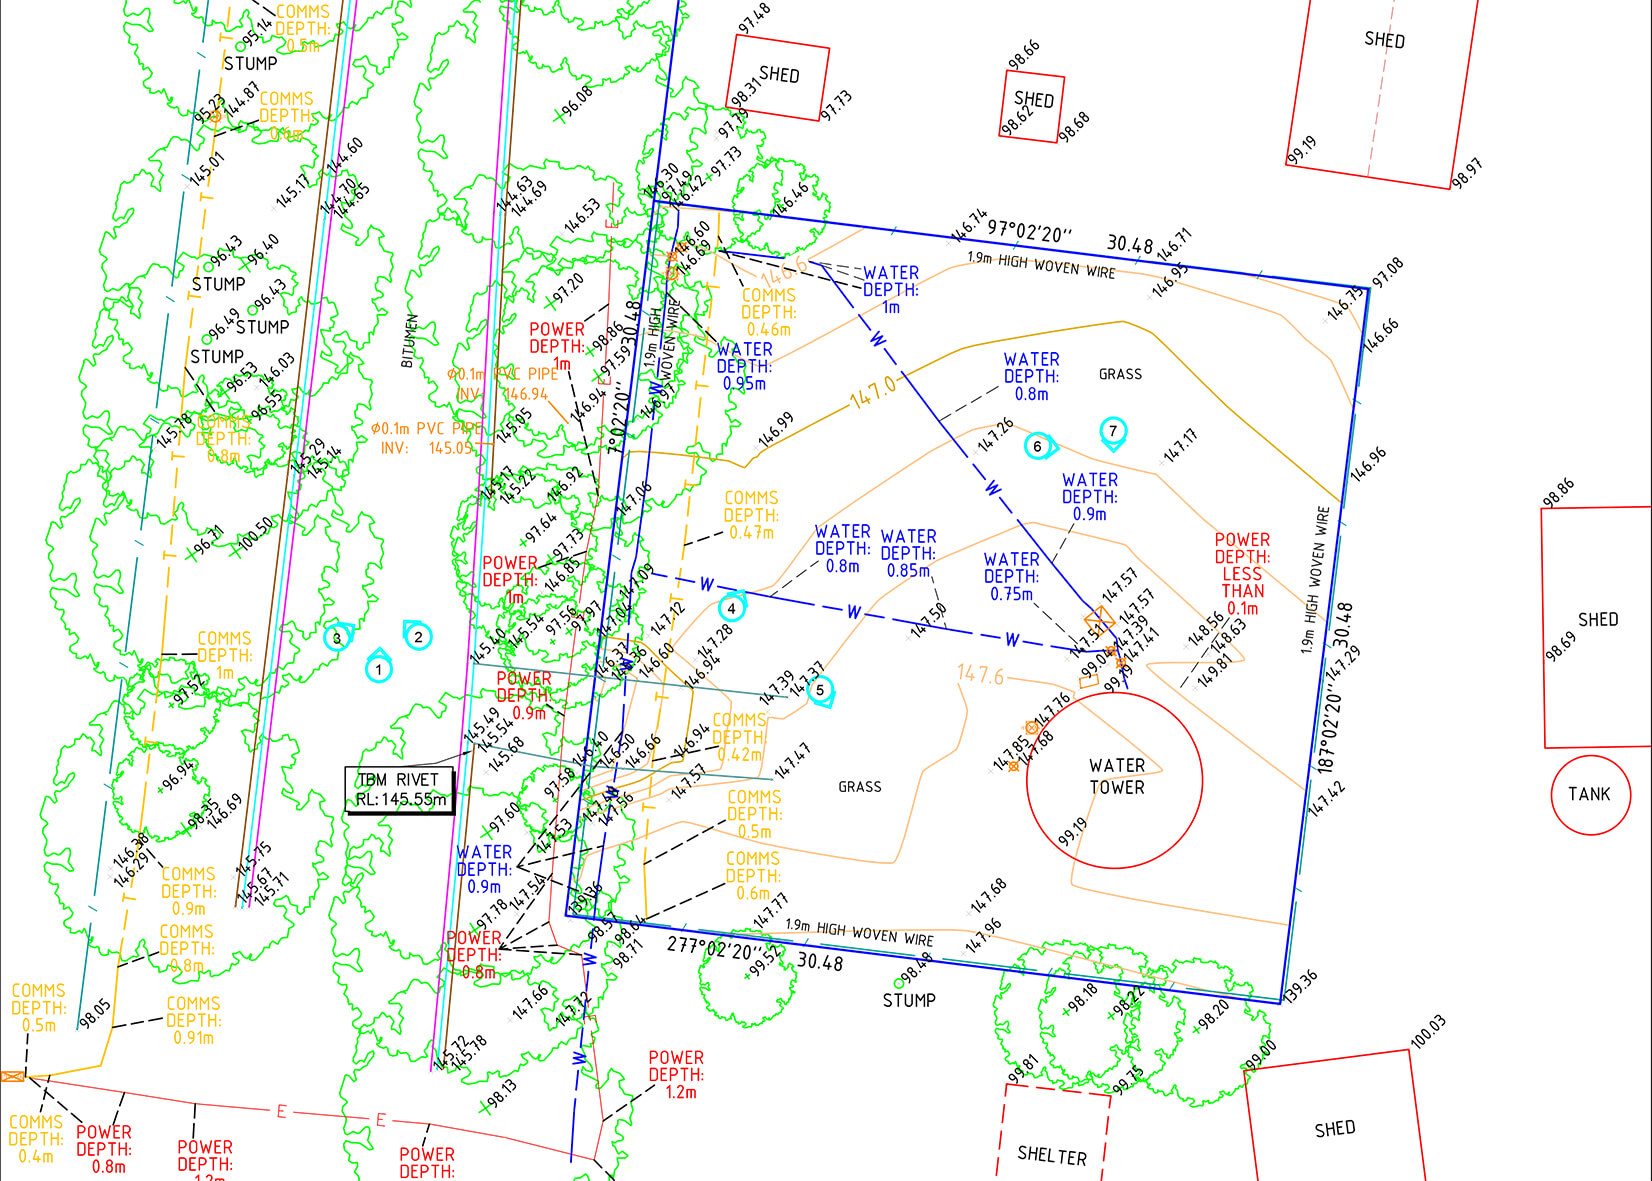 COMMS
DEPTH:
0.5m
95.14
STUMP
97.48
SHED
98.31
97.73
98.66
SHED
98.62
98.68
SHED
99.19
98.97
95.23
144.87
COMMS
DEPTH:
96.08
97.79
97.73
145.01
145.17
144.60
144.70
144.65
144.63
144.69
146.53
146.30
97.49
146.42
146.46
146.60
146.69
146.6
146.74
97°02'20''
30.48
146.71
1.9m HIGH WOVEN WIRE
146.95
97.08
146.75
146.66
96.43
96.40
STUMP
96.43
STUMP
96.49
STUMP
96.53
146.03
96.55
BITUMEN
97.20
POWER
DEPTH:
1m
98.86
97.59
30.48
1.9m HIGH
WOVEN WIRE
7°02'20''
COMMS
DEPTH:
0.46m
WATER
DEPTH:
1m
WATER
DEPTH:
0.95m
WATER
DEPTH:
0.8m
GRASS
147.0
Ø0.1m PVC PIPE
INV: 146.94
146.94
146.97
Ø0.1m PVC PIPE
INV: 145.05
145.05
145.78
COMMS
DEPTH:
0.8m
145.29
145.14
145.17
145.22
146.92
146.99
147.26
6
7
147.17
146.96
WATER
DEPTH:
0.9m
147.06
COMMS
DEPTH:
0.47m
96.71
100.50
97.64
97.73
146.85
POWER
DEPTH:
1m
WATER
DEPTH:
0.8m
WATER
DEPTH:
0.85m
WATER
DEPTH:
0.75m
POWER
DEPTH:
LESS
THAN
0.1m
1.9m HIGH WOVEN WIRE
98.86
SHED
98.69
147.09
147.04
147.12
147.28
4
147.50
147.57
147.57
147.51
147.39
147.41
99.04
99.19
148.56
148.63
149.81
30.48
147.29
187°02'20''
3
2
1
COMMS
DEPTH:
1m
97.52
145.40
145.54
97.56
97.97
146.37
146.36
146.60
146.94
147.39
147.37
5
147.6
147.76
147.85
147.68
POWER
DEPTH:
0.9m
145.49
145.54
145.68
146.40
146.50
146.66
146.94
COMMS
DEPTH:
0.42m
147.47
147.57
GRASS
WATER
TOWER
99.19
147.42
TANK
TBM RIVET
RL:145.55m
96.94
98.35
146.69
97.58
97.60
147.56
147.53
COMMS
DEPTH:
0.5m
COMMS
DEPTH:
0.6m
WATER
DEPTH:
0.9m
146.38
146.29
COMMS
DEPTH:
0.9m
145.75
145.67
145.71
147.54
97.78
139.36
98.57
98.64
98.71
147.77
1.9m HIGH WOVEN WIRE
147.68
147.96
277°02'20''
30.48
99.52
98.48
STUMP
POWER
DEPTH:
0.8m
COMMS
DEPTH:
0.8m
COMMS
DEPTH:
0.5m
98.05
COMMS
DEPTH:
0.91m
147.66
147.72
145.72
145.78
98.13
98.18
98.22
98.20
139.36
99.00
99.75
99.81
100.03
SHELTER
SHED
POWER
DEPTH:
1.2m
COMMS
DEPTH:
0.4m
POWER
DEPTH:
0.8m
POWER
DEPTH:
1.2m
POWER
DEPTH:
E
E
W
W
W
W
W
W
W
W
T
T